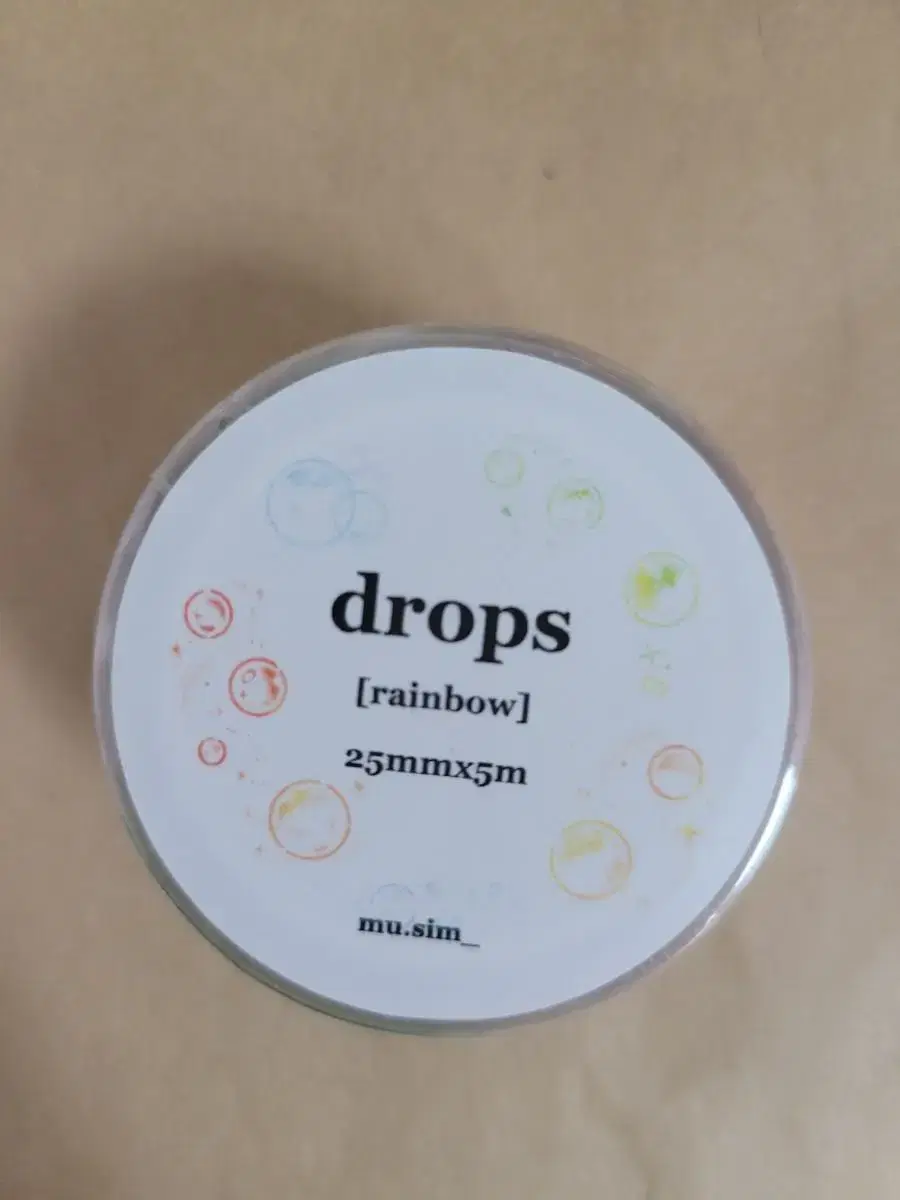 drops
[rainbow]
25mmx5m
mu.sim_